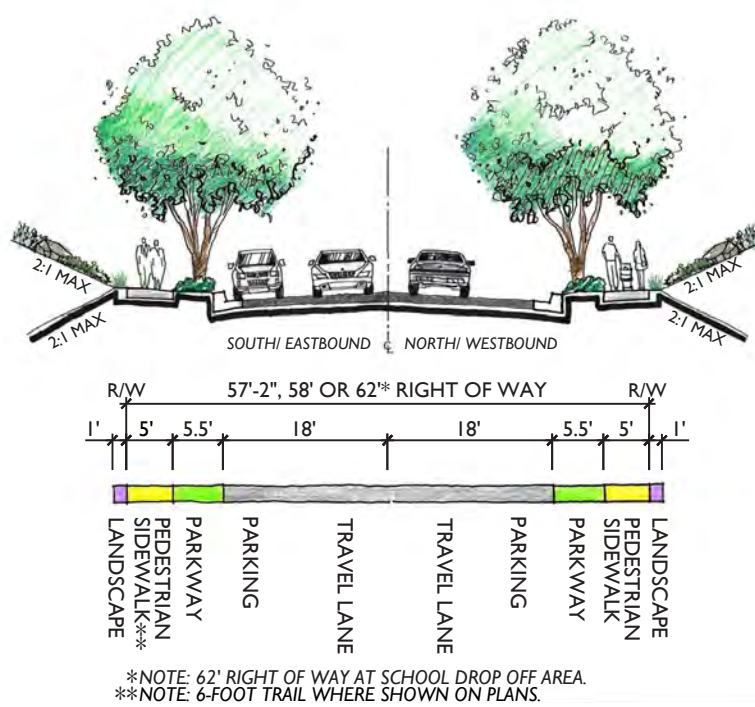 2:1 MAX
2:1 MAX
2:1 MAX
2:1 MAX
SOUTH/ EASTBOUND ℄ NORTH/ WESTBOUND
R/W 57'-2", 58' OR 62'* RIGHT OF WAY R/W
1' 5' 5.5' 18' 18' 5.5' 5' 1'
LANDSCAPE
PEDESTRIAN
SIDEWALK**
PARKWAY
PARKING
TRAVEL LANE
TRAVEL LANE
PARKING
PARKWAY
PEDESTRIAN
SIDEWALK
LANDSCAPE
*NOTE: 62' RIGHT OF WAY AT SCHOOL DROP OFF AREA.
**NOTE: 6-FOOT TRAIL WHERE SHOWN ON PLANS.